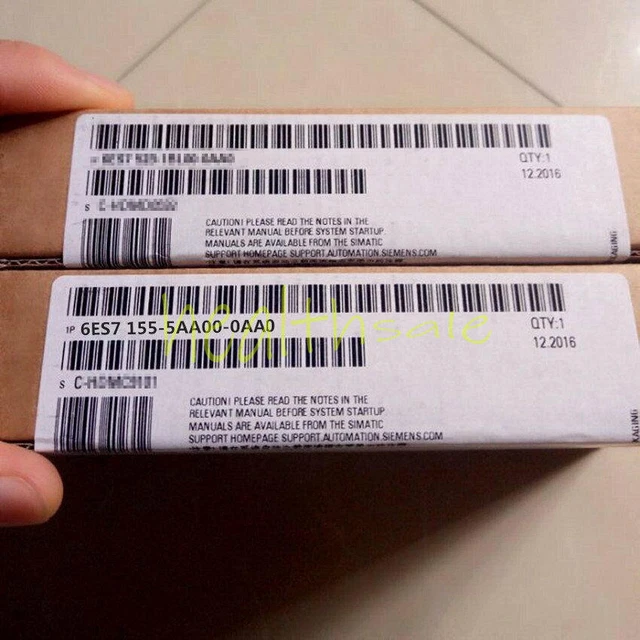 QTY:1
12.2016
S
CAUTION! PLEASE READ THE NOTES IN THE
RELEVANT MANUAL BEFORE SYSTEM STARTUP
MANUALS ARE AVAILABLE FROM THE SIMATIC
SUPPORT HOMEPAGE SUPPORT.AUTOMATION.SIEMENS.COM
1P 6ES7 155-5AA00-0AA0
healthsale
QTY:1
12.2016
S
CAUTION! PLEASE READ THE NOTES IN THE
RELEVANT MANUAL BEFORE SYSTEM STARTUP
MANUALS ARE AVAILABLE FROM THE SIMATIC
SUPPORT HOMEPAGE SUPPORT.AUTOMATION.SIEMENS.COM